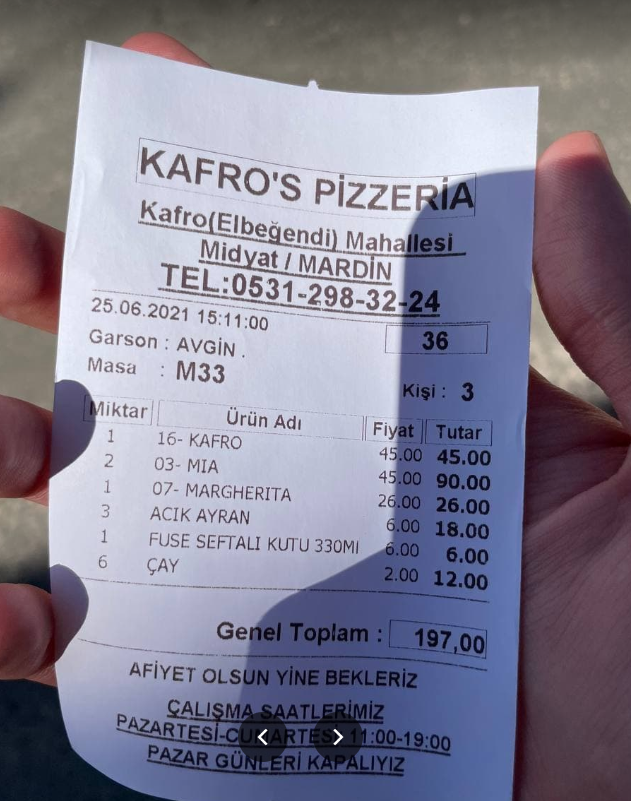 KAFRO'S PİZZERİA
Kafro(Elbeğendi) Mahallesi
Midyat / MARDİN
TEL:0531-298-32-24
25.06.2021 15:11:00
36
Garson : AVGİN .
Masa : M33
Kişi : 3
Miktar Ürün Adı Fiyat Tutar
1 16- KAFRO 45.00 45.00
2 03- MIA 45.00 90.00
1 07- MARGHERITA 26.00 26.00
3 ACIK AYRAN 6.00 18.00
1 FUSE SEFTALI KUTU 330Ml 6.00 6.00
6 ÇAY 2.00 12.00
Genel Toplam : 197,00
AFİYET OLSUN YİNE BEKLERİZ
ÇALIŞMA SAATLERİMİZ
PAZARTESİ- 11:00-19:00
PAZAR GÜNLERİ KAPALIYIZ